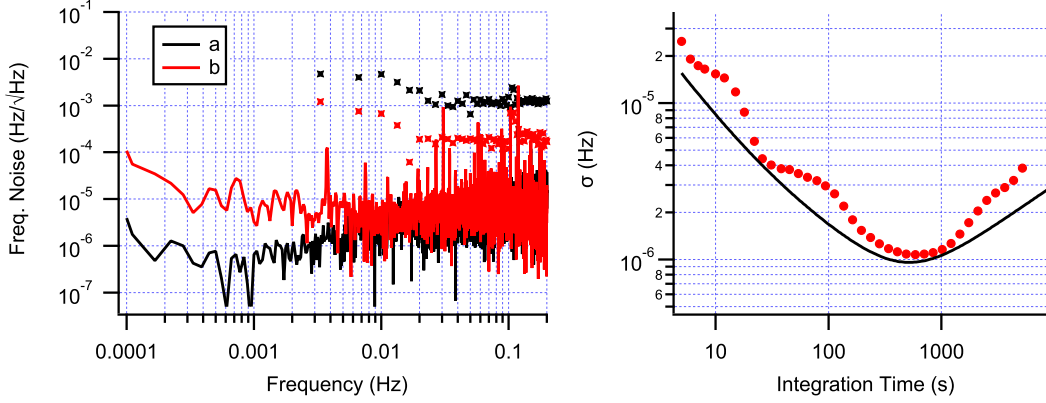 10⁻¹
10⁻²
10⁻³
10⁻⁴
10⁻⁵
10⁻⁶
10⁻⁷
Freq. Noise (Hz/√Hz)
a
b
0.0001 0.001 0.01 0.1
Frequency (Hz)
2
10⁻⁵
8
6
4
2
10⁻⁶
8
6
σ (Hz)
10 100 1000
Integration Time (s)